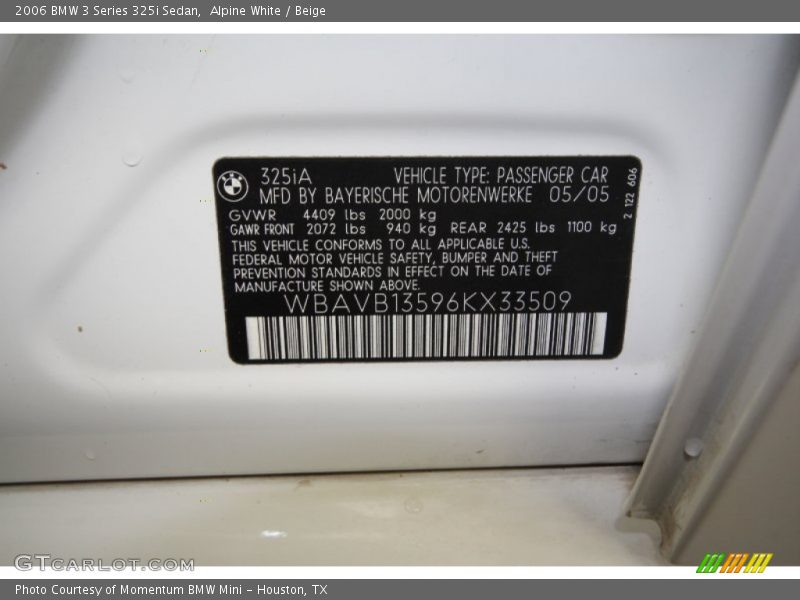 2006 BMW 3 Series 325i Sedan,  Alpine White / Beige
325iA VEHICLE TYPE: PASSENGER CAR
MFD BY BAYERISCHE MOTORENWERKE 05/05
GVWR 4409 lbs 2000 kg
GAWR FRONT 2072 lbs 940 kg REAR 2425 lbs 1100 kg
THIS VEHICLE CONFORMS TO ALL APPLICABLE U.S.
FEDERAL MOTOR VEHICLE SAFETY, BUMPER AND THEFT
PREVENTION STANDARDS IN EFFECT ON THE DATE OF
MANUFACTURE SHOWN ABOVE.
WBAVB13596KX33509
2 122 606
GTCARLOT.COM
Photo Courtesy of Momentum BMW Mini - Houston, TX